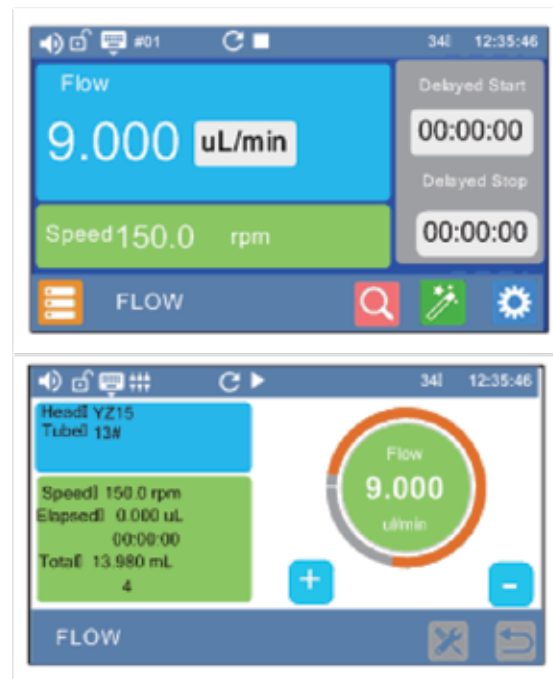 #01 34▯ 12:35:46
Flow
9.000 uL/min
Speed 150.0 rpm
Delayed Start
00:00:00
Delayed Stop
00:00:00
FLOW
34▯ 12:35:46
Head▯ YZ15
Tube▯ 13#
Speed▯ 150.0 rpm
Elapsed▯ 0.000 uL
00:00:00
Total▯ 13.980 mL
4
Flow
9.000
ul/min
+
-
FLOW